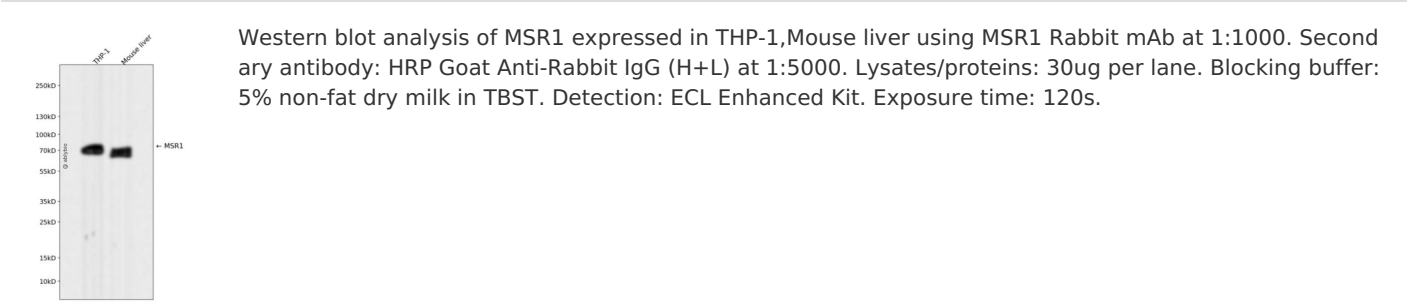 THP-1
Mouse liver
250kD
130kD
100kD
70kD
55kD
35kD
25kD
15kD
10kD
@ ablybio
← MSR1
Western blot analysis of MSR1 expressed in THP-1,Mouse liver using MSR1 Rabbit mAb at 1:1000. Second
ary antibody: HRP Goat Anti-Rabbit IgG (H+L) at 1:5000. Lysates/proteins: 30ug per lane. Blocking buffer:
5% non-fat dry milk in TBST. Detection: ECL Enhanced Kit. Exposure time: 120s.